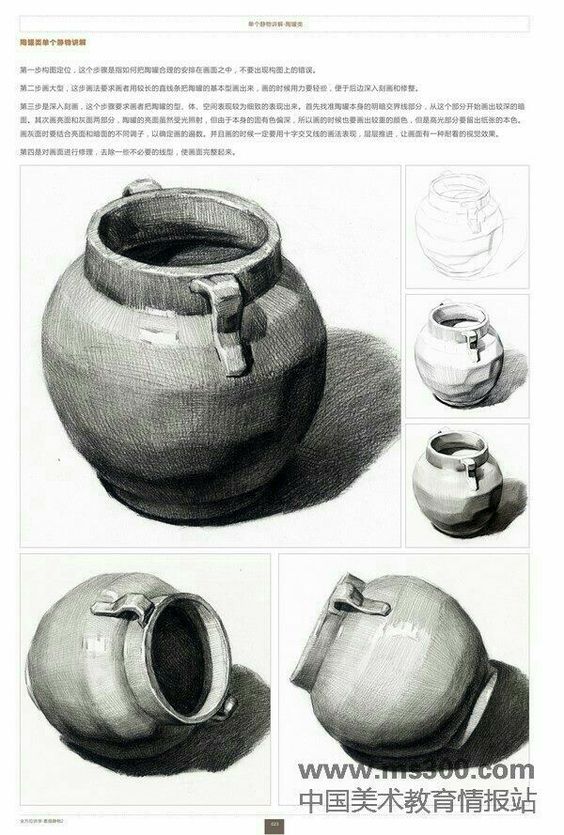 单个静物讲解·陶罐类
陶罐类单个静物讲解
第一步构图定位，这个步骤是指如何把陶罐合理的安排在画面之中，不要出现构图上的错误。
第二步画大型，这步画法要求画者用较长的直线条把陶罐的基本型画出来，画的时候用力要轻些，便于后边深入刻画和修整。
第三步是深入刻画，这个步骤要求画者把陶罐的型、体、空间表现较为细致的表现出来。首先找准陶罐本身的明暗交界线部分，从这个部分开始画出较深的暗
面。其次画亮面和灰面两部分，陶罐的亮面虽然受光照射，但由于本身的固有色偏深，所以画的时候也要画出较重的颜色，但是高光部分要留出纸张的本色。
画灰面时要结合亮面和暗面的不同调子，以确定画的遍数。并且画的时候一定要用十字交叉线的画法表现，层层推进，让画面有一种耐看的视觉效果。
第四是对画面进行修理，去除一些不必要的线型，使画面完整起来。
www.ms300.com
中国美术教育情报站
023